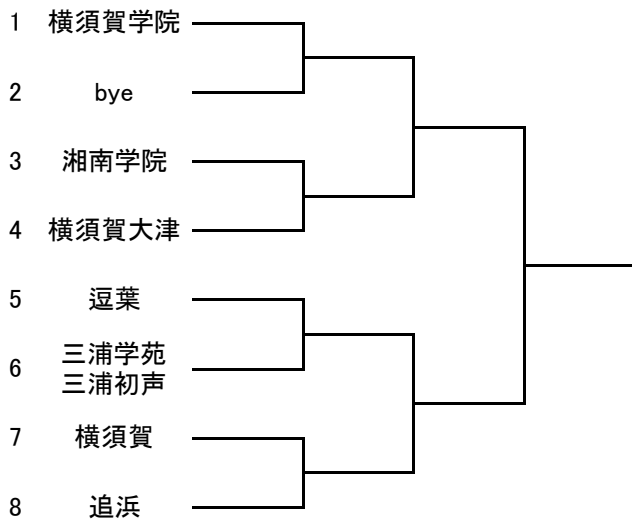 1 横須賀学院
2 bye
3 湘南学院
4 横須賀大津
5 逗葉
6 三浦学苑
三浦初声
7 横須賀
8 追浜